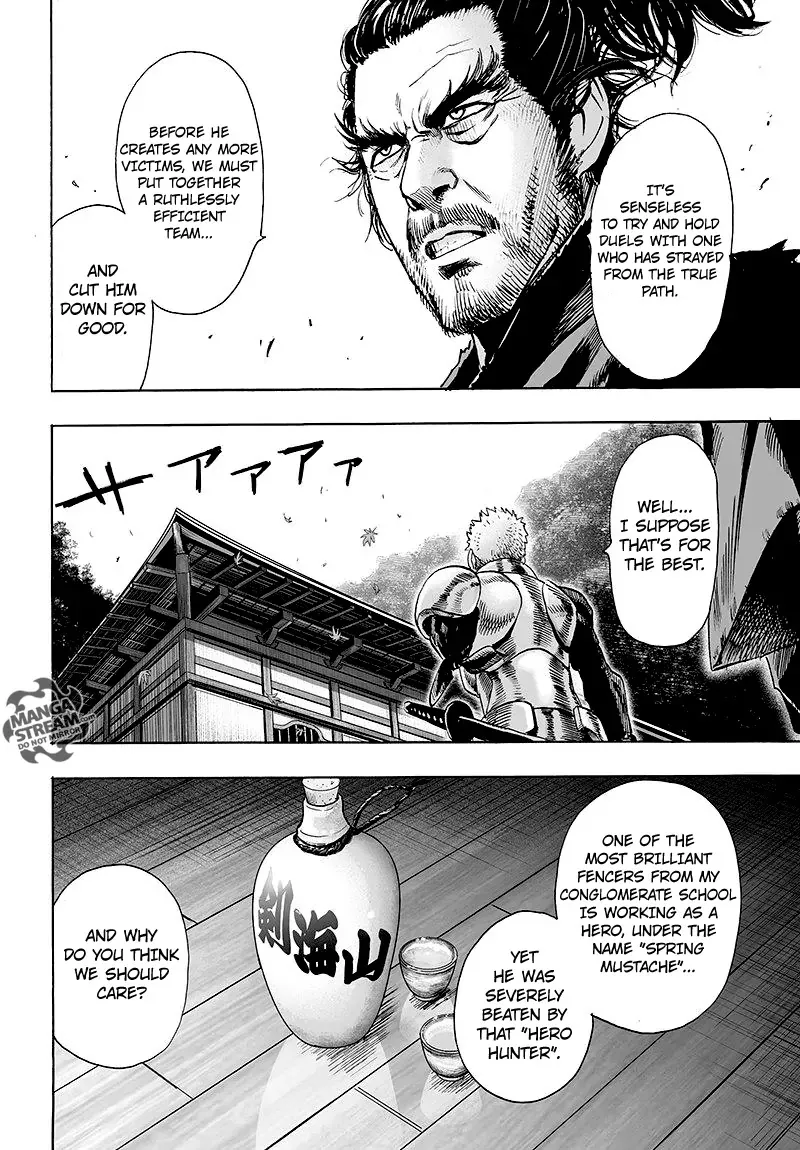 IT'S
SENSELESS
TO TRY AND HOLD
DUELS WITH ONE
WHO HAS STRAYED
FROM THE TRUE
PATH.
BEFORE HE
CREATES ANY MORE
VICTIMS, WE MUST
PUT TOGETHER
A RUTHLESSLY
EFFICIENT
TEAM...
AND
CUT HIM
DOWN FOR
GOOD.
WELL...
I SUPPOSE
THAT'S FOR
THE BEST.
サァァァァ
MANGA
STREAM.com
DO NOT MIRROR!
ONE OF THE
MOST BRILLIANT
FENCERS FROM MY
CONGLOMERATE SCHOOL
IS WORKING AS A
HERO, UNDER THE
NAME "SPRING
MUSTACHE"...
YET
HE WAS
SEVERELY
BEATEN BY
THAT "HERO
HUNTER".
剣海山
AND WHY
DO YOU THINK
WE SHOULD
CARE?